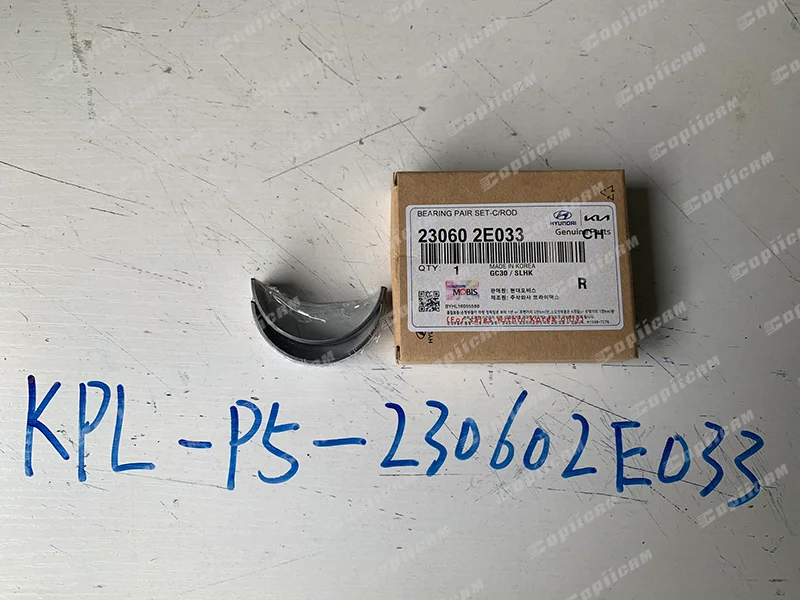 BEARING PAIR SET-C/ROD
HYUNDAI KIA
23060 2E033
Genuine Parts
CH
QTY: 1
MADE IN KOREA
GC30 / SLHK
R
MOBIS
판매원: 현대모비스
KPL-P5-230602E033
Copiicam